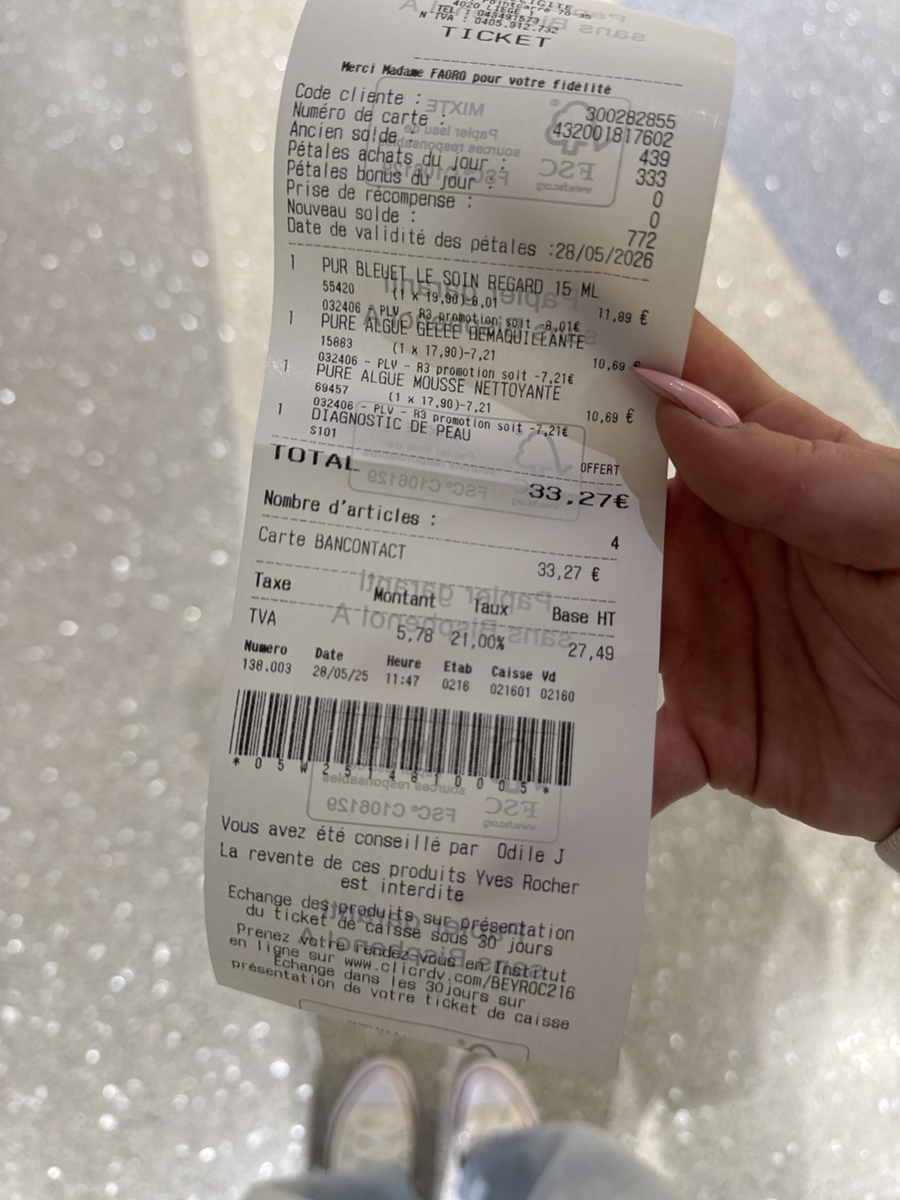 4020 LIEGE
TEL : 043491573
N°TVA : 0405.912.732
TICKET
Merci Madame FAORO pour votre fidélité
Code cliente : 300282855
Numéro de carte : 432001817602
Ancien solde : 439
Pétales achats du jour : 333
Pétales bonus du jour : 0
Prise de récompense : 0
Nouveau solde : 772
Date de validité des pétales :28/05/2026
1 PUR BLEUET LE SOIN REGARD 15 ML
55420 (1 x 19,90)-8,01 11,89 €
032406 - PLV - R3 promotion soit -8,01€
1 PURE ALGUE GELEE DEMAQUILLANTE
15863 (1 x 17,90)-7,21 10,69 €
032406 - PLV - R3 promotion soit -7,21€
1 PURE ALGUE MOUSSE NETTOYANTE
69457 (1 x 17,90)-7,21 10,69 €
032406 - PLV - R3 promotion soit -7,21€
1 DIAGNOSTIC DE PEAU
S101 OFFERT
TOTAL 33,27€
Nombre d'articles : 4
Carte BANCONTACT 33,27 €
Taxe Montant Taux Base HT
TVA 5,78 21,00% 27,49
Numero Date Heure Etab Caisse Vd
138.003 28/05/25 11:47 0216 021601 02160
*05W2514810005*
Vous avez été conseillé par Odile J
La revente de ces produits Yves Rocher
est interdite
Echange des produits sur présentation
du ticket de caisse sous 30 jours
Prenez votre rendez-vous en Institut
en ligne sur www.clicrdv.com/BEYROC216
Echange dans les 30jours sur
présentation de votre ticket de caisse